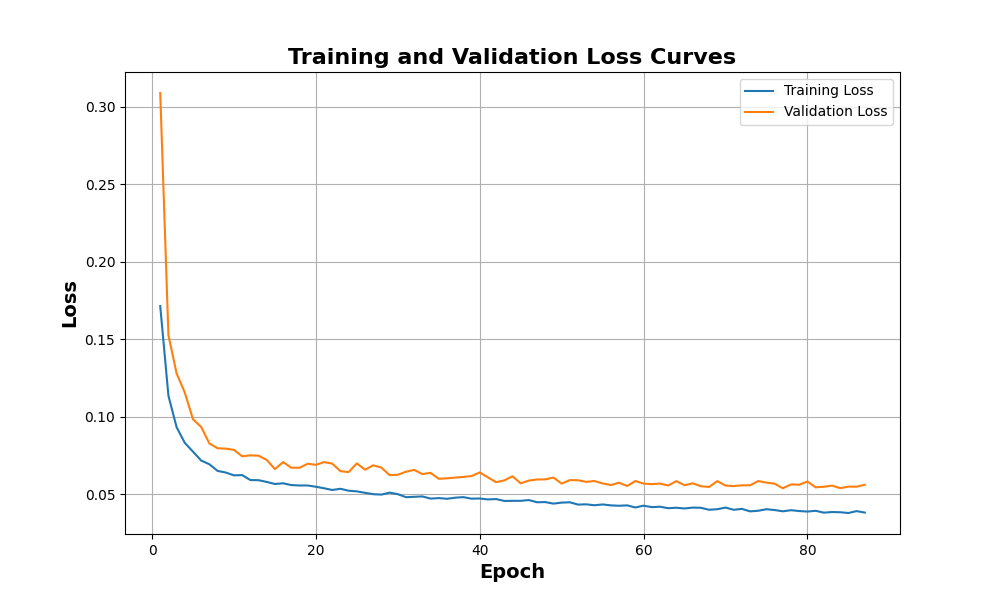 Training and Validation Loss Curves
Training Loss
Validation Loss
0.30
0.25
0.20
0.15
0.10
0.05
Loss
0 20 40 60 80
Epoch